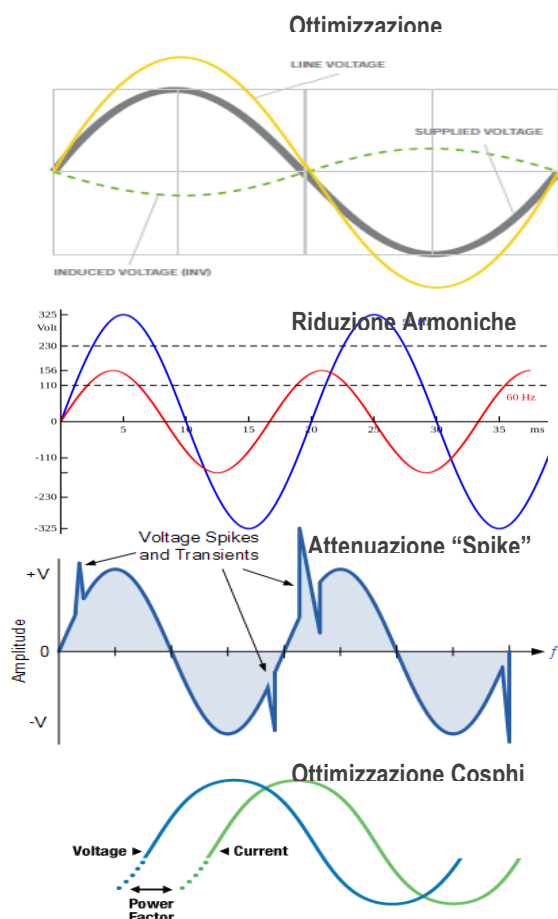 Ottimizzazione
LINE VOLTAGE
SUPPLIED VOLTAGE
INDUCED VOLTAGE (INV)
Riduzione Armoniche
325
Volt
230
156
110
0
-110
-230
-325
5
10
15
20
25
30
35
ms
60 Hz
Attenuazione “Spike”
Voltage Spikes
and Transients
+V
0
-V
Amplitude
f
Ottimizzazione Cosphi
Voltage
Current
Power
Factor